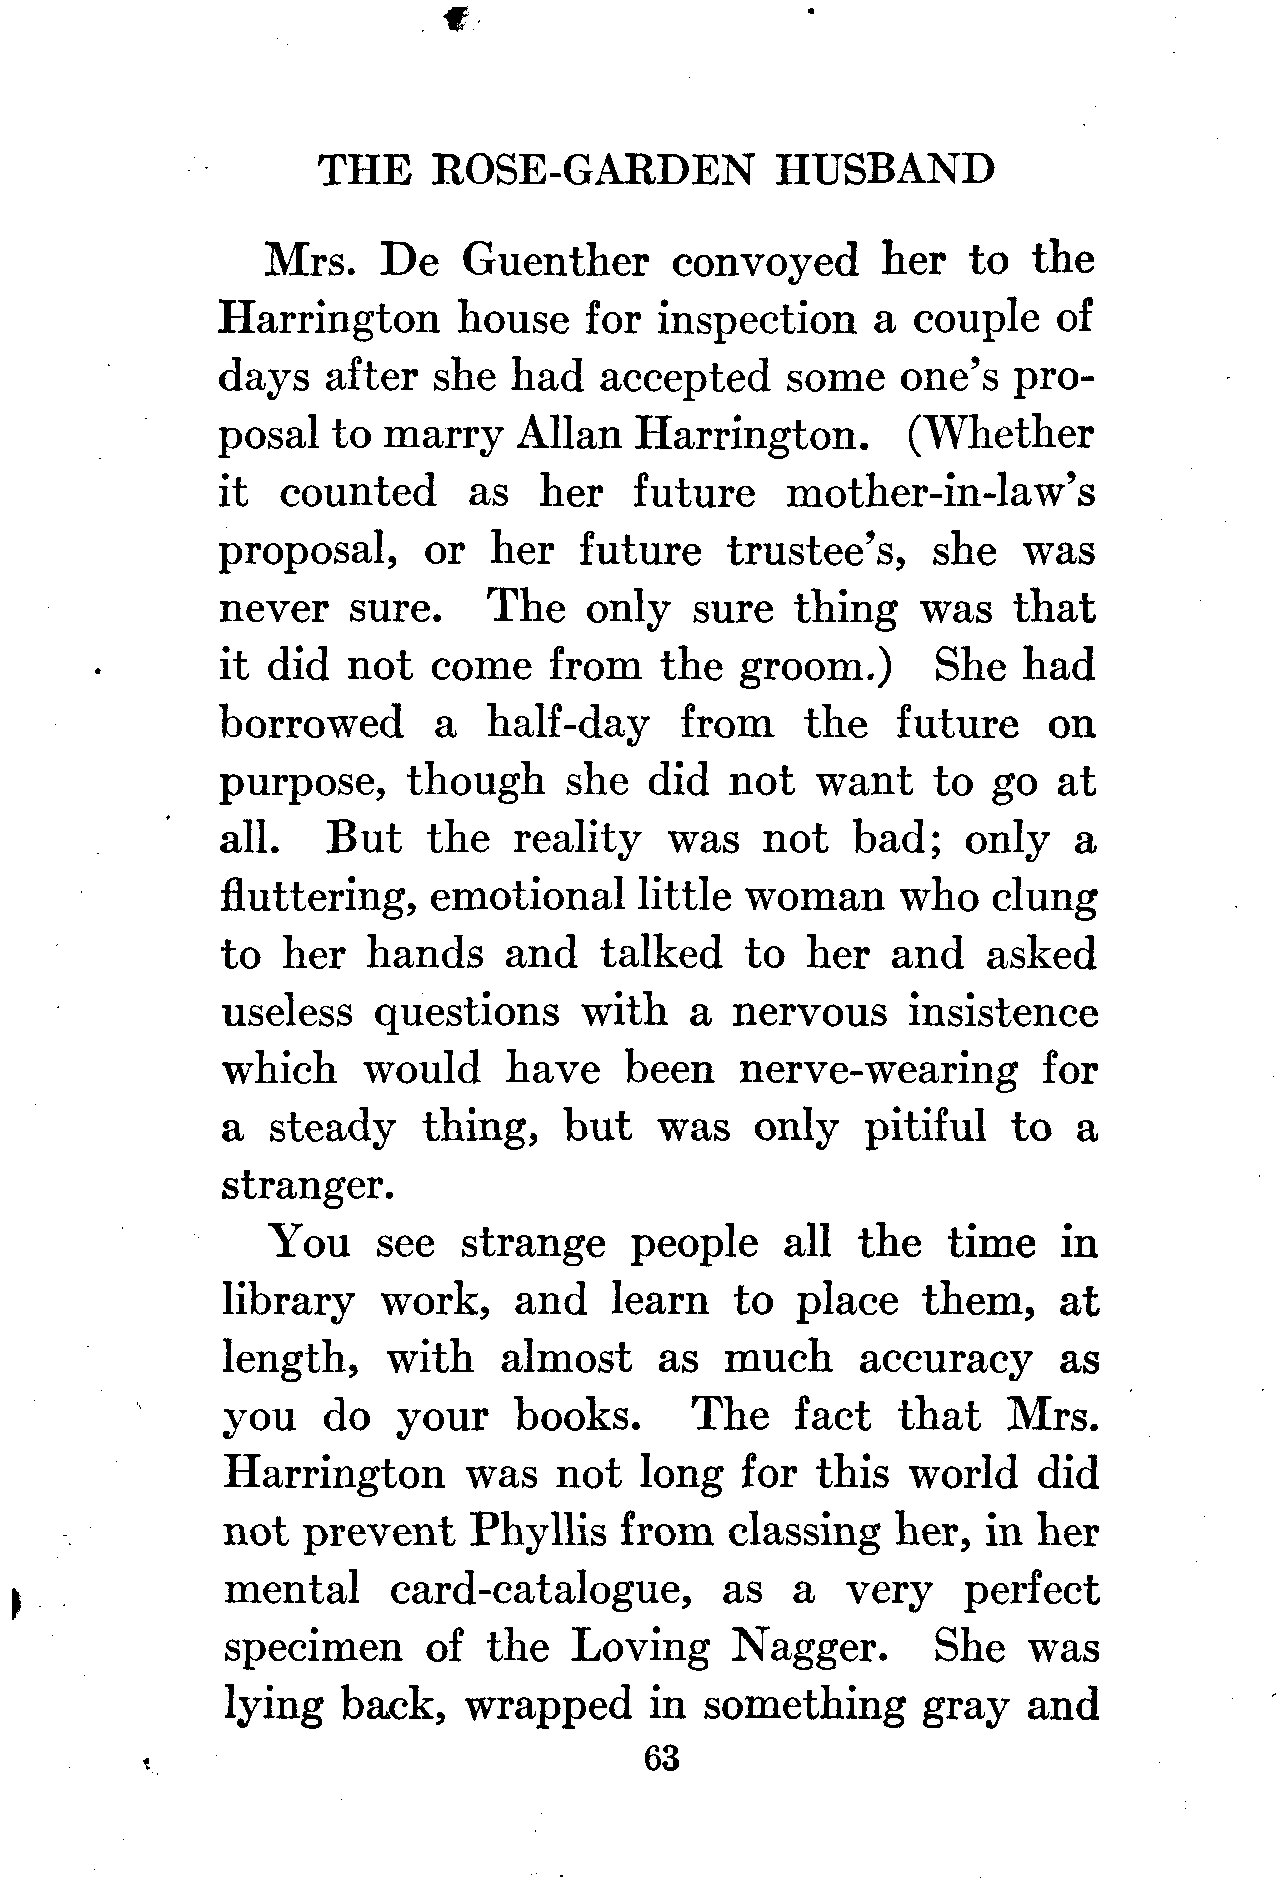 THE ROSE-GARDEN HUSBAND
Mrs. De Guenther convoyed her to the
Harrington house for inspection a couple of
days after she had accepted some one's pro-
posal to marry Allan Harrington. (Whether
it counted as her future mother-in-law's
proposal, or her future trustee's, she was
never sure. The only sure thing was that
it did not come from the groom.) She had
borrowed a half-day from the future on
purpose, though she did not want to go at
all. But the reality was not bad; only a
fluttering, emotional little woman who clung
to her hands and talked to her and asked
useless questions with a nervous insistence
which would have been nerve-wearing for
a steady thing, but was only pitiful to a
stranger.
You see strange people all the time in
library work, and learn to place them, at
length, with almost as much accuracy as
you do your books. The fact that Mrs.
Harrington was not long for this world did
not prevent Phyllis from classing her, in her
mental card-catalogue, as a very perfect
specimen of the Loving Nagger. She was
lying back, wrapped in something gray and
63